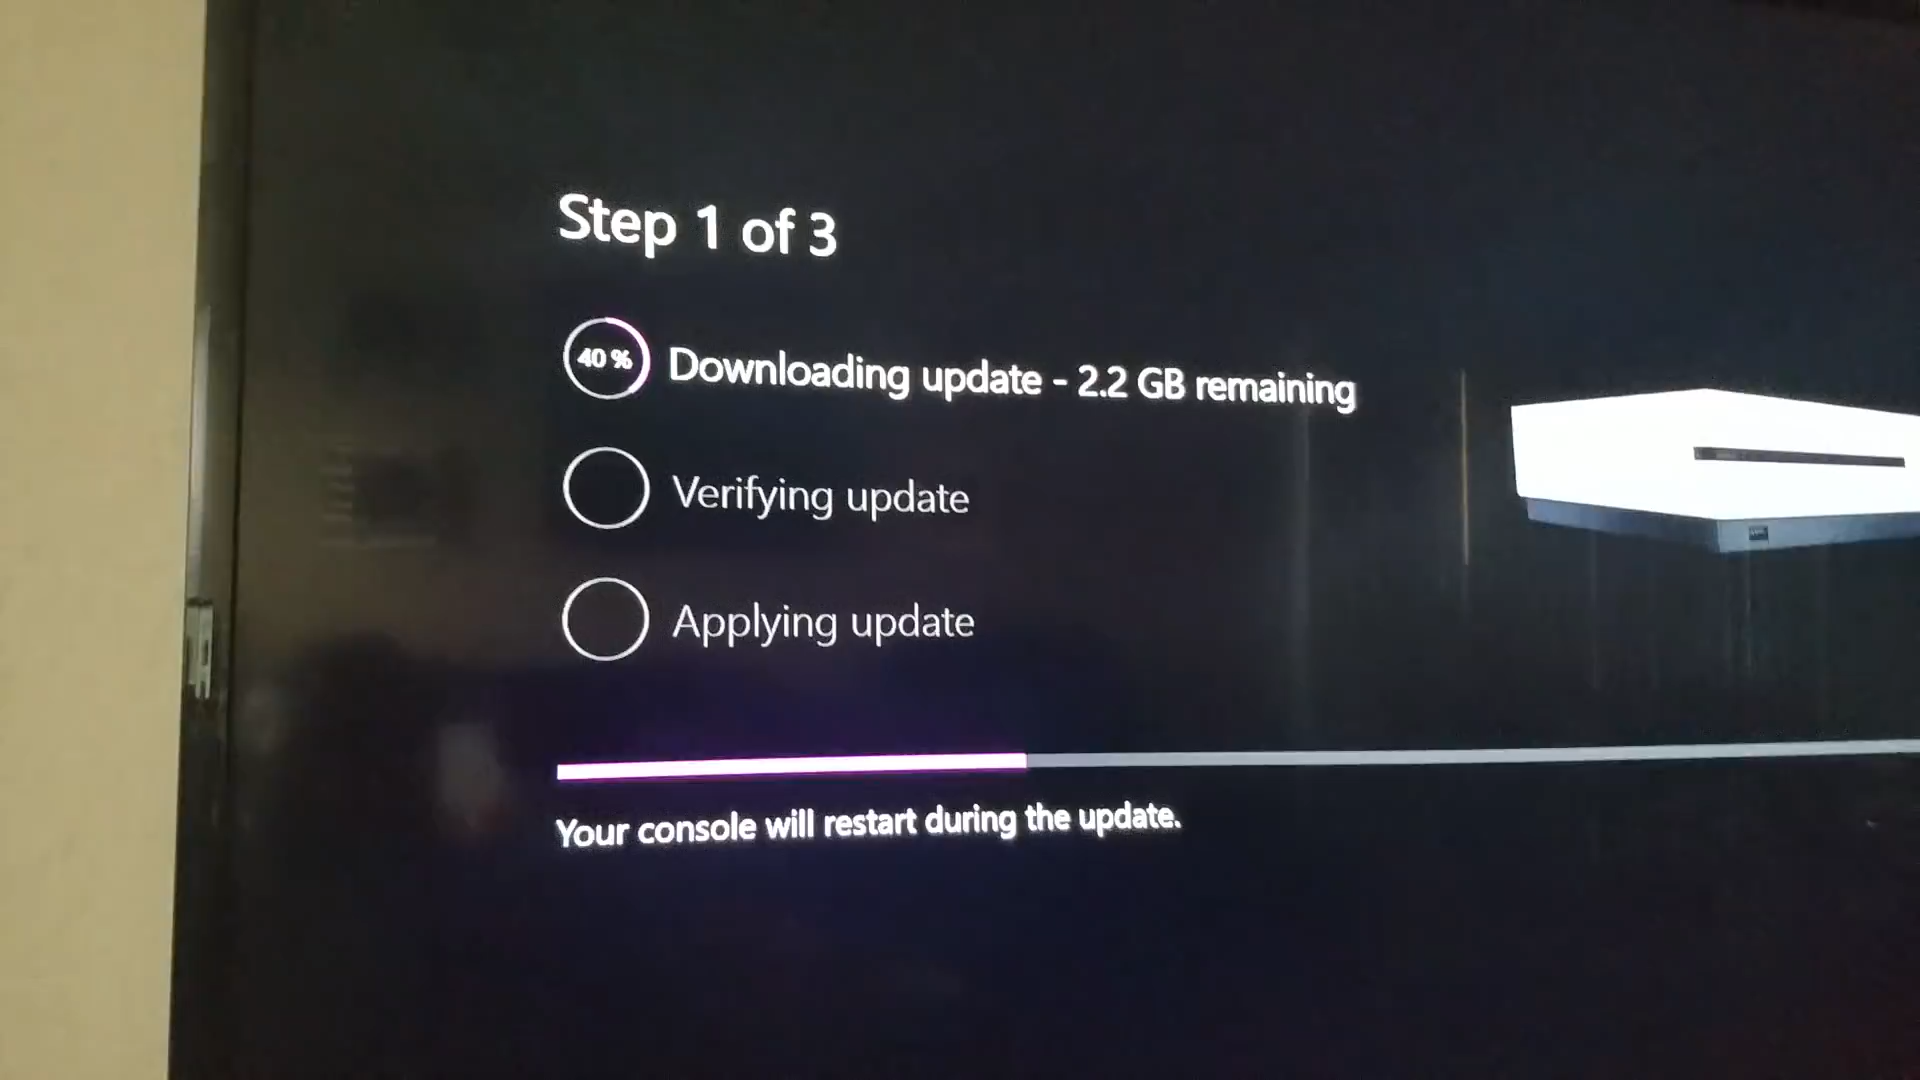 Step 1 of 3
40 % Downloading update - 2.2 GB remaining
Verifying update
Applying update
Your console will restart during the update.